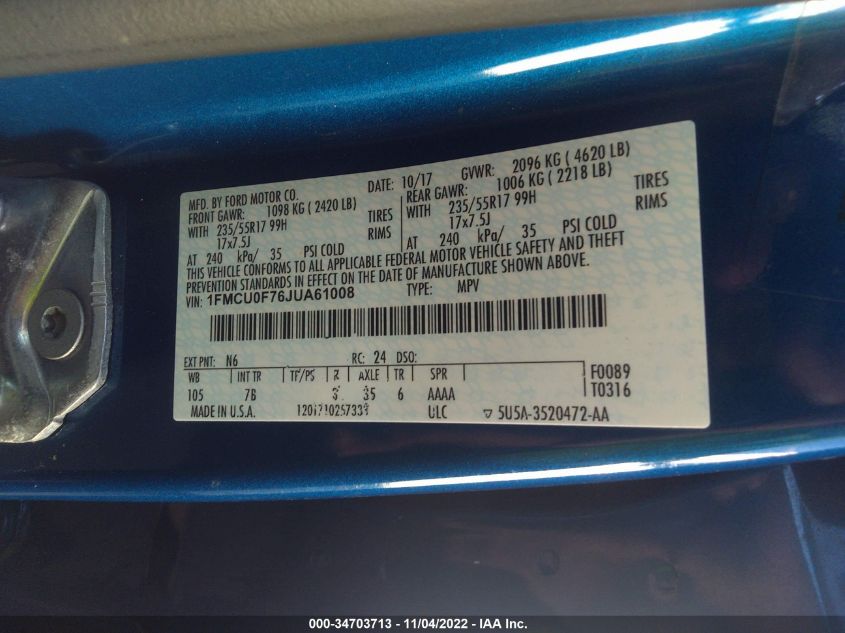 MFD. BY FORD MOTOR CO.
DATE: 10/17 GVWR: 2096 KG ( 4620 LB)
FRONT GAWR: 1098 KG ( 2420 LB) REAR GAWR: 1006 KG ( 2218 LB)
WITH 235/55R17 99H TIRES WITH 235/55R17 99H TIRES
17x7.5J RIMS 17x7.5J RIMS
AT 240 kPa/ 35 PSI COLD AT 240 kPa/ 35 PSI COLD
THIS VEHICLE CONFORMS TO ALL APPLICABLE FEDERAL MOTOR VEHICLE SAFETY AND THEFT
PREVENTION STANDARDS IN EFFECT ON THE DATE OF MANUFACTURE SHOWN ABOVE.
VIN: 1FMCU0F76JUA61008 TYPE: MPV
EXT PNT: N6 RC: 24 DSO:
WB INT TR TP/PS R AXLE TR SPR F0089
105 7B 35 6 AAAA T0316
MADE IN U.S.A. ULC ▽ 5U5A-3520472-AA
000-34703713 - 11/04/2022 - IAA Inc.